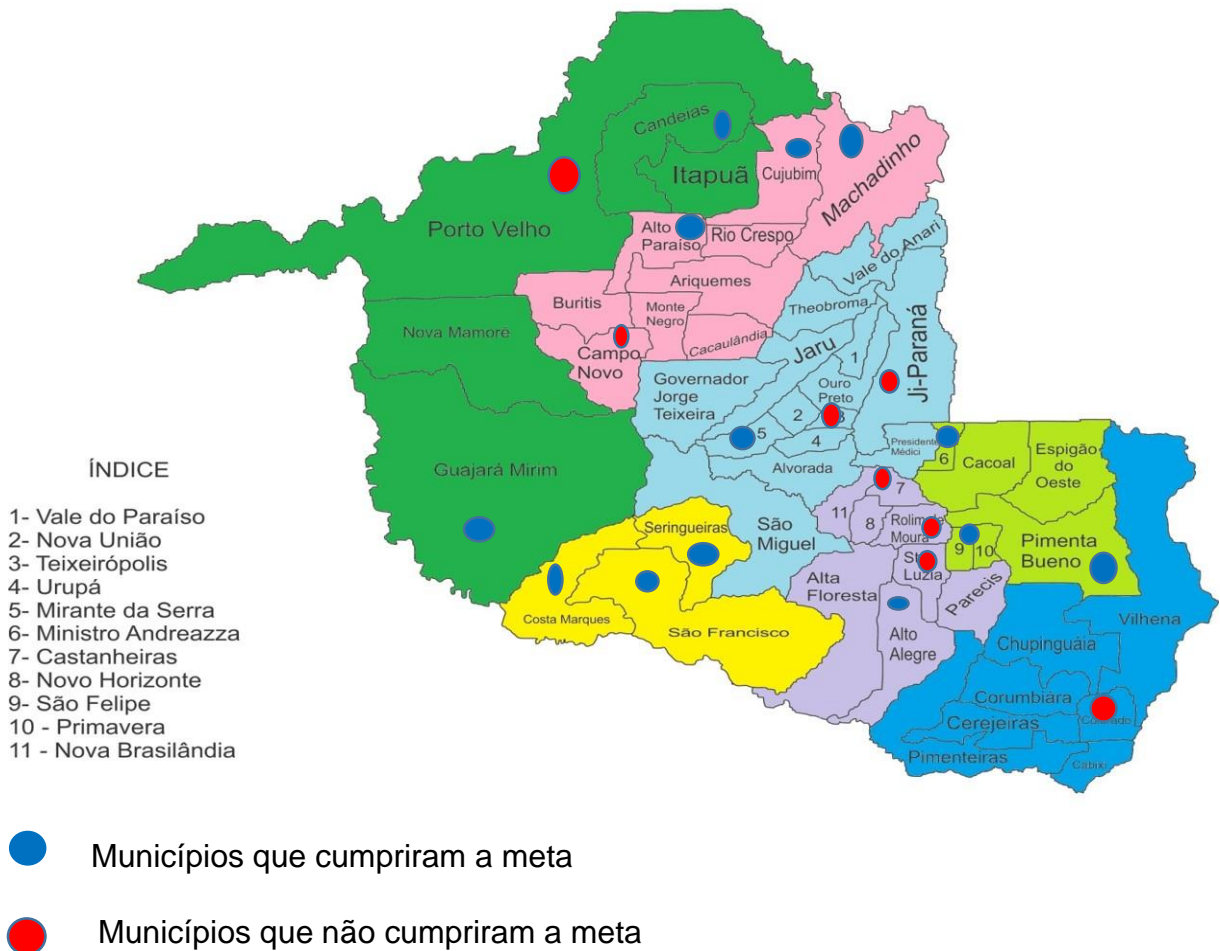 Candeias
Itapuã
Cujubim
Machadinho
Porto Velho
Alto
Paraíso
Rio Crespo
Vale do Anari
Ariquemes
Buritis
Monte
Negro
Theobroma
Nova Mamoré
Cacaulândia
Campo
Novo
Jaru
1
Ji-Paraná
Governador
Jorge
Teixeira
Ouro
Preto
2
3
5
4
Presidente
Médici
6
Cacoal
Espigão
do
Oeste
Guajará Mirim
Alvorada
7
11
8
Rolim de
Moura
Seringueiras
São
Miguel
9
10
Pimenta
Bueno
Luzia
Alta
Floresta
Parecis
Costa Marques
São Francisco
Alto
Alegre
Vilhena
Chupinguáia
Corumbiara
Cerejeiras
Pimenteiras
ÍNDICE
1- Vale do Paraíso
2- Nova União
3- Teixeirópolis
4- Urupá
5- Mirante da Serra
6- Ministro Andreazza
7- Castanheiras
8- Novo Horizonte
9- São Felipe
10 - Primavera
11 - Nova Brasilândia
Municípios que cumpriram a meta
Municípios que não cumpriram a meta